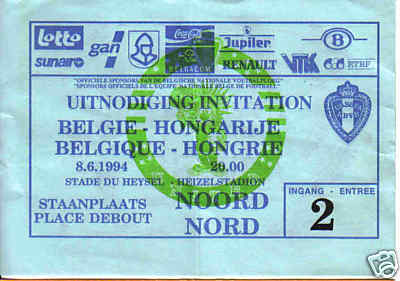 Lotto
sunair
gan
Coca-Cola
BELGACOM
Jupiler
RENAULT
VTK
B
RTBF
"OFFICIELE SPONSORS VAN DE BELGISCHE NATIONALE VOETBALPLOEG"
"SPONSORS OFFICIELS DE L'EQUIPE NATIONALE BELGE DE FOOTBALL"
UITNODIGING INVITATION
BELGIE - HONGARIJE
BELGIQUE - HONGRIE
8.6.1994 20.00
STADE DU HEYSEL - HEIZELSTADION
STAANPLAATS NOORD
PLACE DEBOUT NORD
INGANG - ENTREE
2